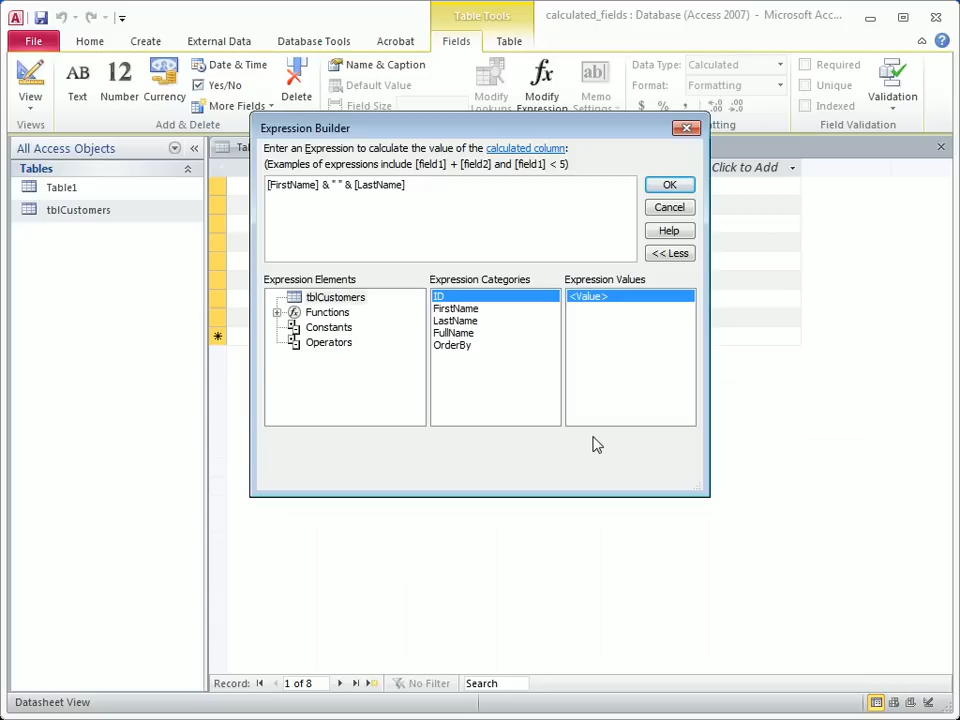 calculated_fields : Database (Access 2007) - Microsoft Acc...
Table Tools
File Home Create External Data Database Tools Acrobat Fields Table
View
Views
AB
Text
12
Number
Currency
Date & Time
Yes/No
More Fields
Delete
Add & Delete
Name & Caption
Default Value
Field Size
Modify
Modify
Expression
Memo
Settings
Data Type: Calculated
Format: Formatting
$ % ,
Required
Unique
Indexed
Validation
Field Validation
All Access Objects
Tables
Table1
tblCustomers
Click to Add
Expression Builder
Enter an Expression to calculate the value of the calculated column:
(Examples of expressions include [field1] + [field2] and [field1] < 5)
[FirstName] & " " & [LastName]
OK
Cancel
Help
<< Less
Expression Elements
tblCustomers
Functions
Constants
Operators
Expression Categories
ID
FirstName
LastName
FullName
OrderBy
Expression Values
<Value>
Record: 1 of 8 No Filter Search
Datasheet View